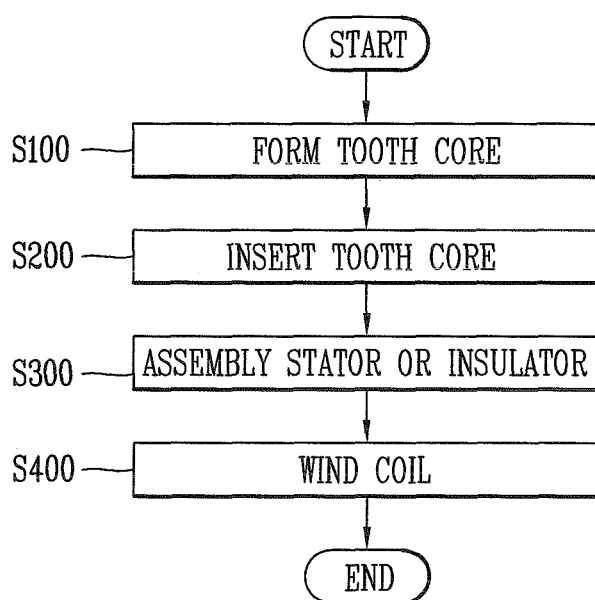 START
S100 FORM TOOTH CORE
S200 INSERT TOOTH CORE
S300 ASSEMBLY STATOR OR INSULATOR
S400 WIND COIL
END